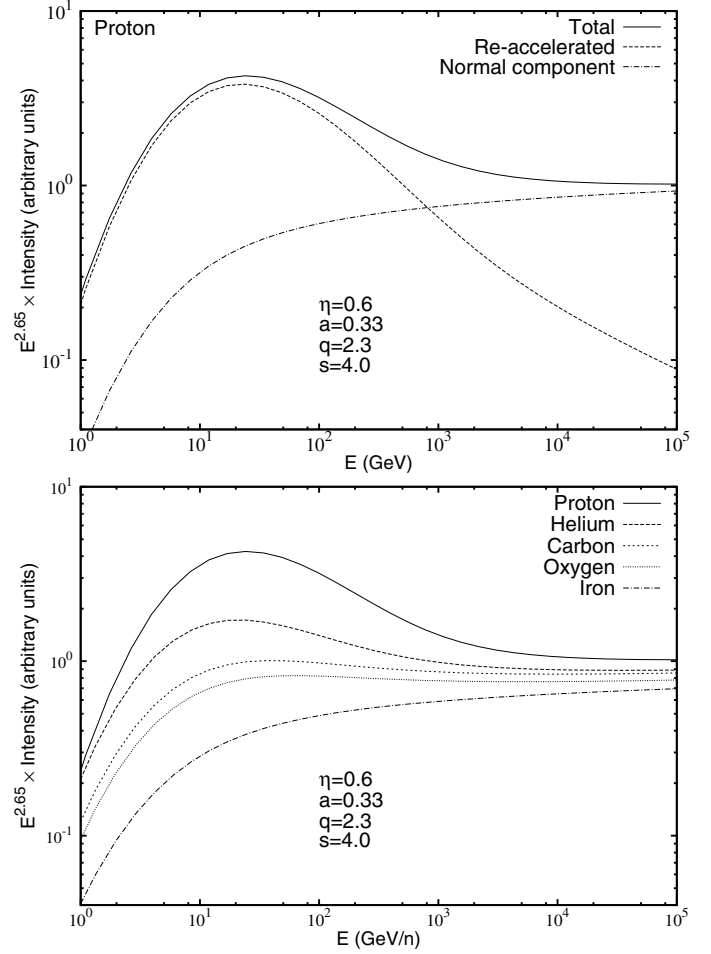 Proton
Total
Re-accelerated
Normal component
10^1
10^0
10^-1
E^2.65 × Intensity (arbitrary units)
η=0.6
a=0.33
q=2.3
s=4.0
10^0 10^1 10^2 10^3 10^4 10^5
E (GeV)
Proton
Helium
Carbon
Oxygen
Iron
10^1
10^0
10^-1
E^2.65 × Intensity (arbitrary units)
η=0.6
a=0.33
q=2.3
s=4.0
10^0 10^1 10^2 10^3 10^4 10^5
E (GeV/n)